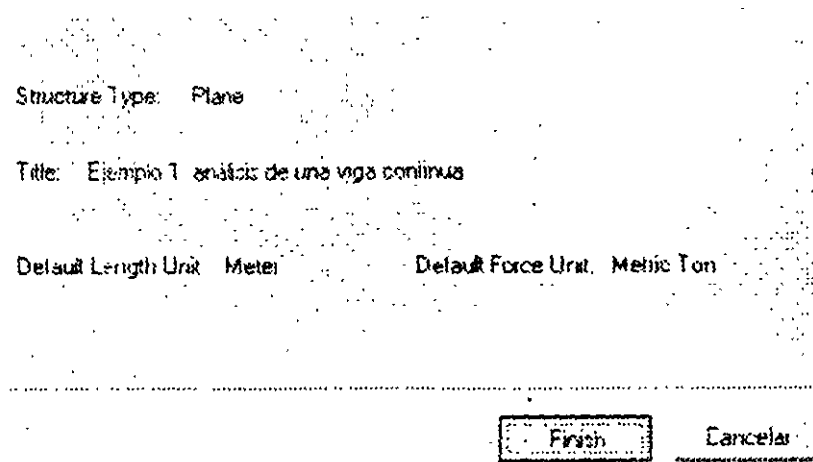 Structure Type: Plane
Title: Ejemplo 1 análisis de una viga continua
Default Length Unit Meter Default Force Unit. Metric Ton
Finish Cancelar